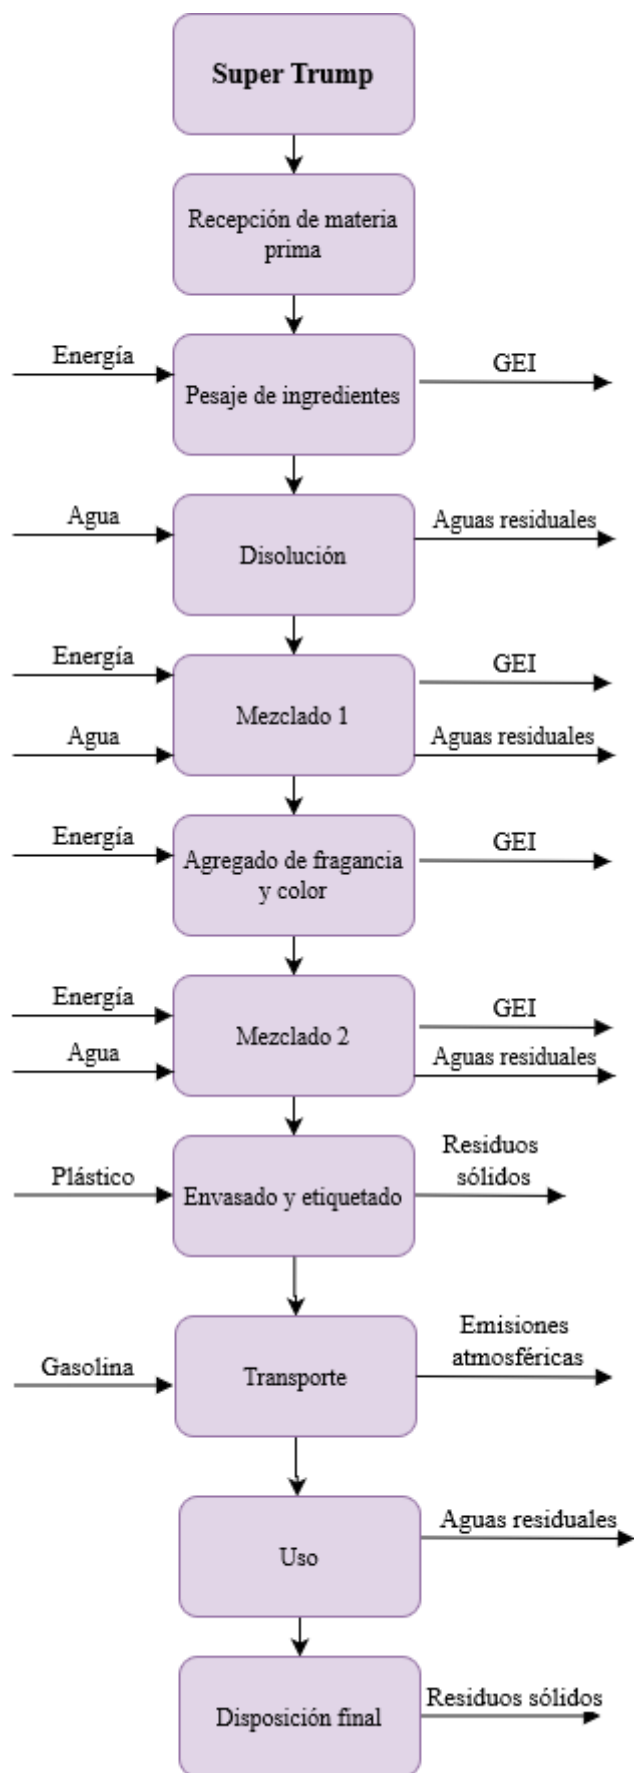 Super Trump
Recepción de materia
prima
Energía
Pesaje de ingredientes
GEI
Agua
Disolución
Aguas residuales
Energía
GEI
Mezclado 1
Agua
Aguas residuales
Energía
Agregado de fragancia
y color
GEI
Energía
GEI
Mezclado 2
Agua
Aguas residuales
Plástico
Envasado y etiquetado
Residuos
sólidos
Gasolina
Transporte
Emisiones
atmosféricas
Uso
Aguas residuales
Disposición final
Residuos sólidos